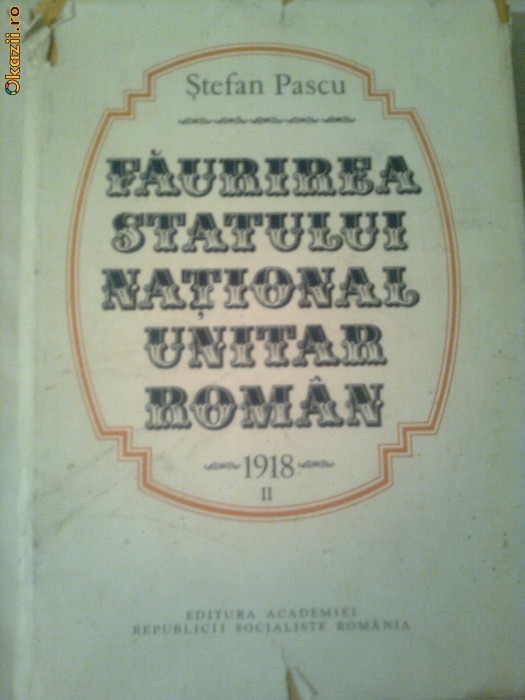 Okazii.ro
Ștefan Pascu
FĂURIREA
STATULUI
NAȚIONAL
UNITAR
ROMÂN
1918
II
EDITURA ACADEMIEI
REPUBLICII SOCIALISTE ROMÂNIA